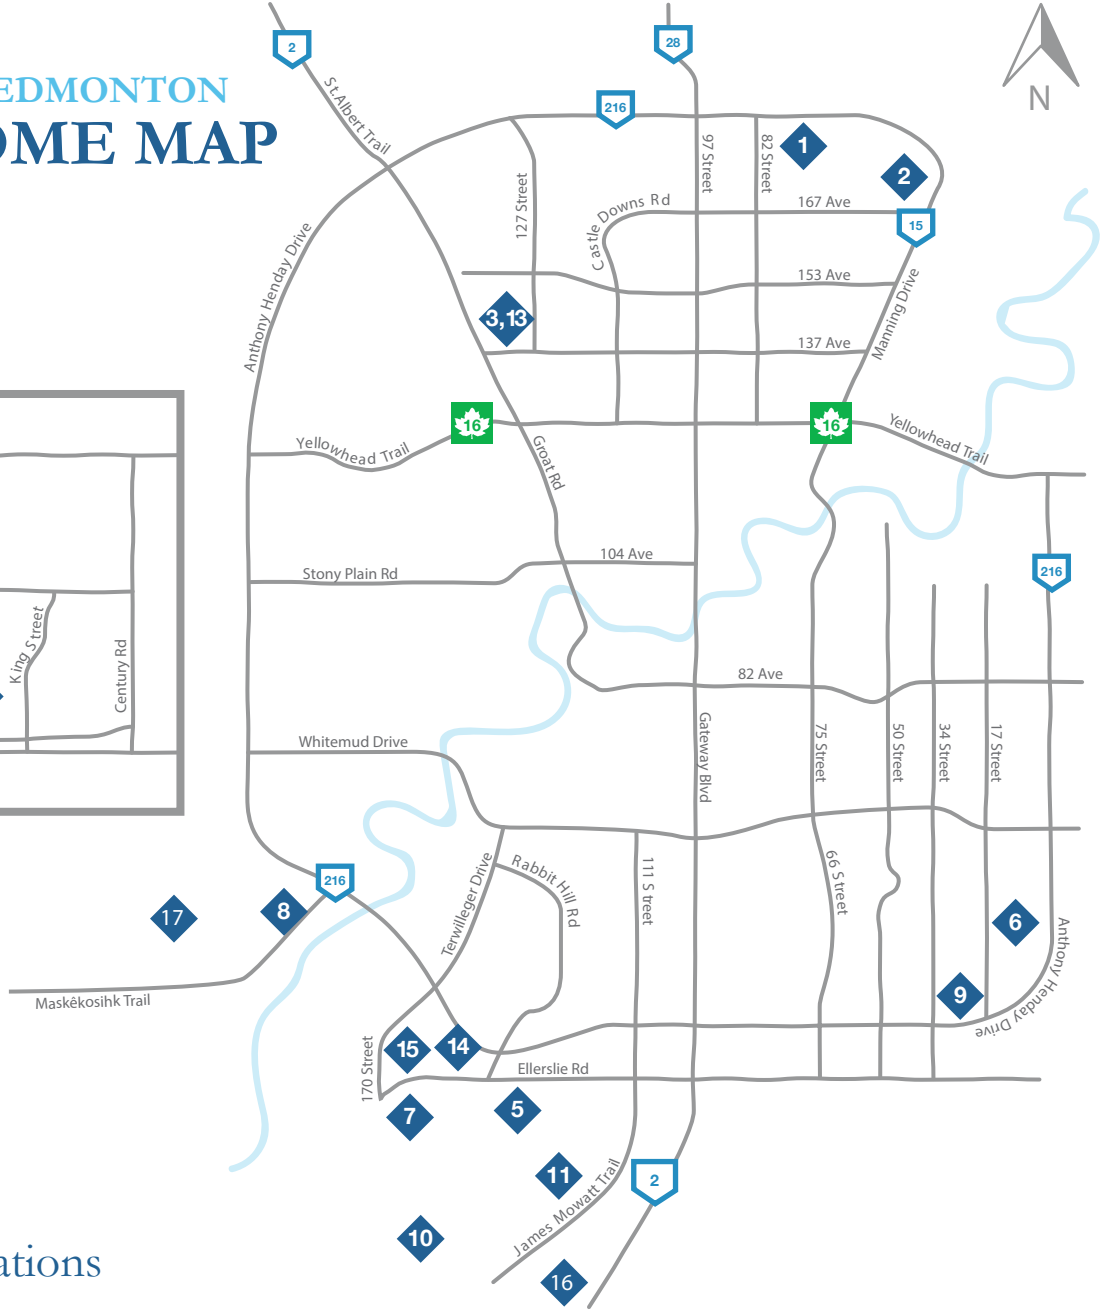 2
28
EDMONTON
OME MAP
St.Albert Trail
216
97 Street
82 Street
1
2
127 Street
Castle Downs Rd
167 Ave
15
Anthony Henday Drive
153 Ave
Manning Drive
3,13
137 Ave
16
16
Yellowhead Trail
Yellowhead Trail
Groat Rd
104 Ave
Stony Plain Rd
216
King Street
Century Rd
82 Ave
Whitemud Drive
Gateway Blvd
75 Street
50 Street
34 Street
17 Street
216
Terwilleger Drive
Rabbit Hill Rd
111 Street
66 Street
17
8
6
Anthony Henday Drive
9
Maskêkosihk Trail
170 Street
15
14
Ellerslie Rd
7
5
11
2
James Mowatt Trail
10
16
ations
N